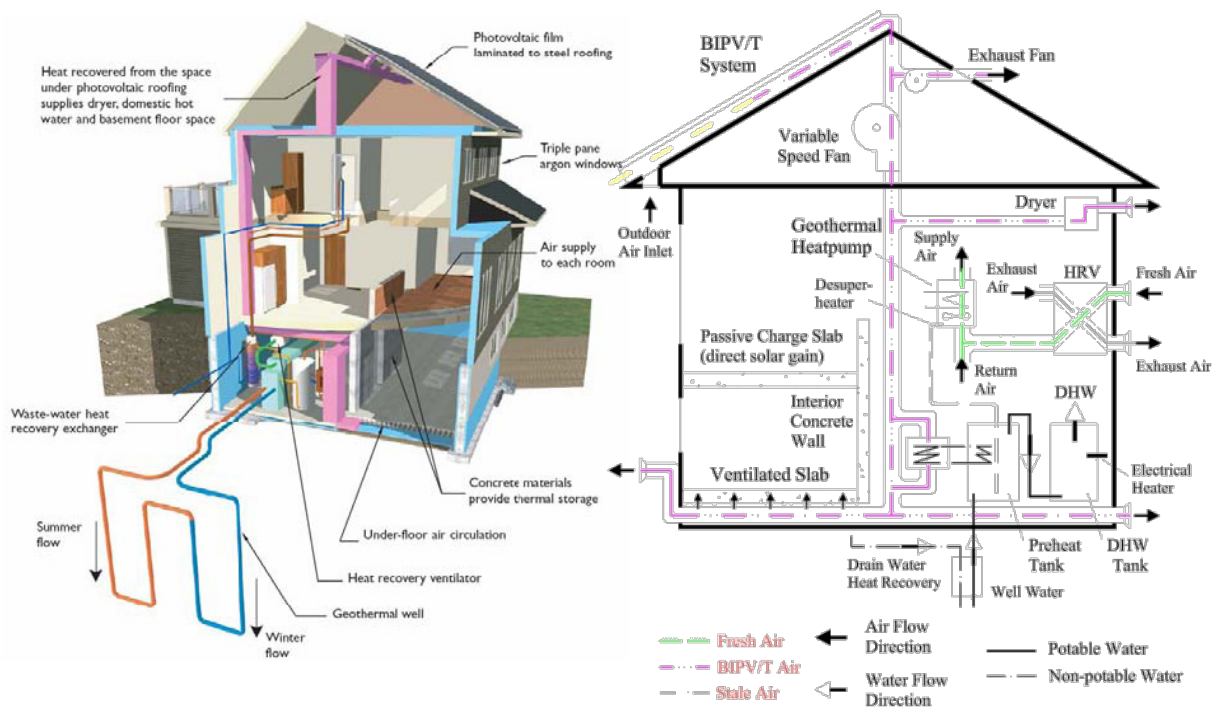 Photovoltaic film
laminated to steel roofing
Heat recovered from the space
under photovoltaic roofing
supplies dryer, domestic hot
water and basement floor space
Triple pane
argon windows
Air supply
to each room
Waste-water heat
recovery exchanger
Concrete materials
provide thermal storage
Under-floor air circulation
Heat recovery ventilator
Geothermal well
Summer
flow
Winter
flow
BIPV/T
System
Exhaust Fan
Variable
Speed Fan
Outdoor
Air Inlet
Dryer
Geothermal
Heatpump
Supply
Air
Desuper-
heater
Exhaust
Air
HRV
Fresh Air
Exhaust Air
Return
Air
Passive Charge Slab
(direct solar gain)
Interior
Concrete
Wall
Ventilated Slab
DHW
Electrical
Heater
Preheat
Tank
DHW
Tank
Drain Water
Heat Recovery
Well Water
Fresh Air
BIPV/T Air
Stale Air
Air Flow
Direction
Water Flow
Direction
Potable Water
Non-potable Water